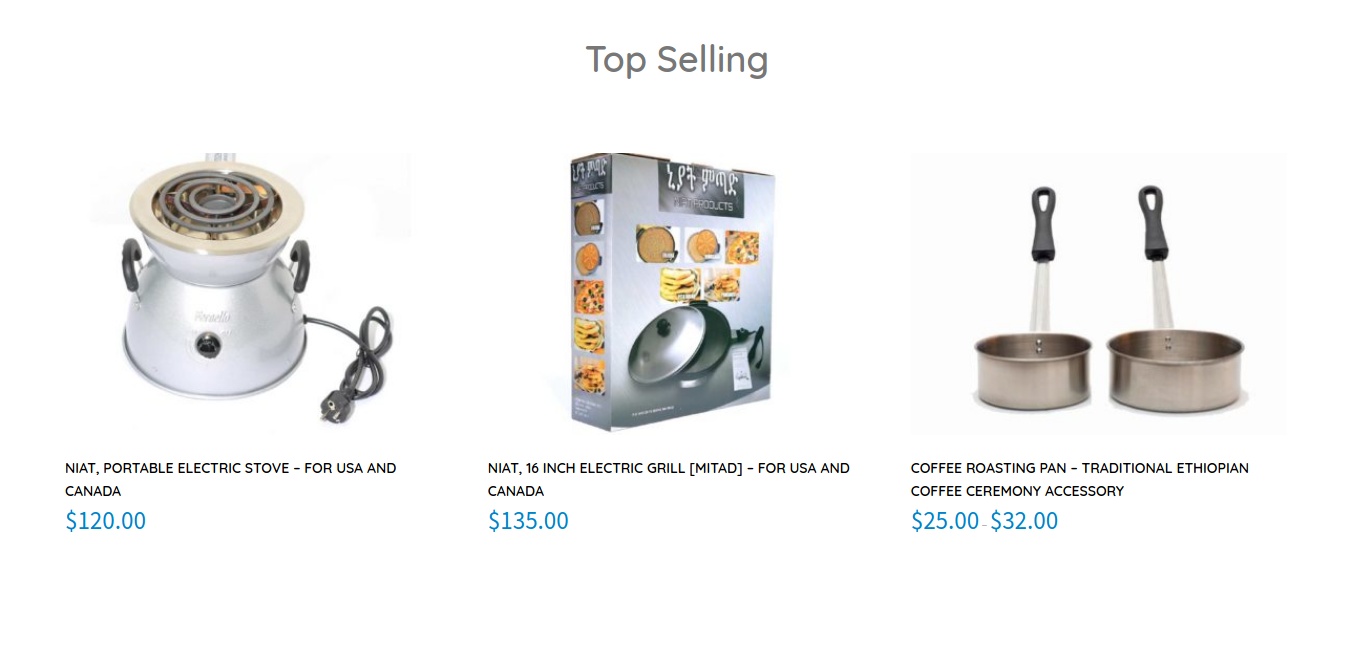 Top Selling
ኒያት ምጣድ
ኒያት ምጣድ
PRODUCTS
NIAT, PORTABLE ELECTRIC STOVE – FOR USA AND
CANADA
$120.00
NIAT, 16 INCH ELECTRIC GRILL [MITAD] – FOR USA AND
CANADA
$135.00
COFFEE ROASTING PAN – TRADITIONAL ETHIOPIAN
COFFEE CEREMONY ACCESSORY
$25.00 – $32.00